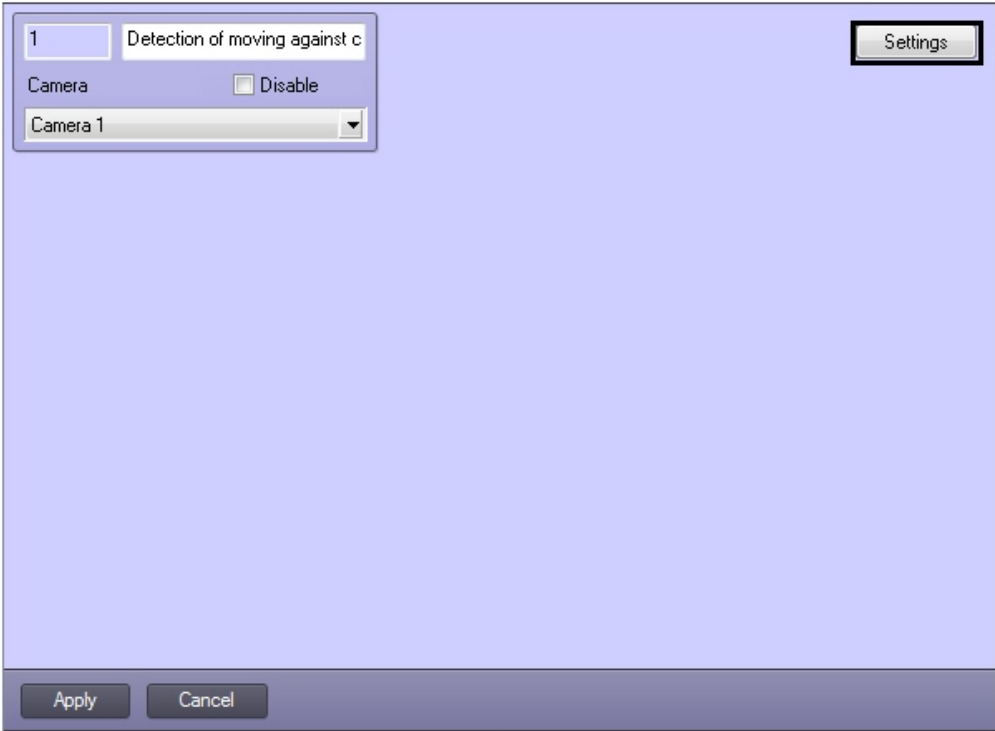 1
Detection of moving against c
Settings
Camera
Disable
Camera 1
Apply
Cancel